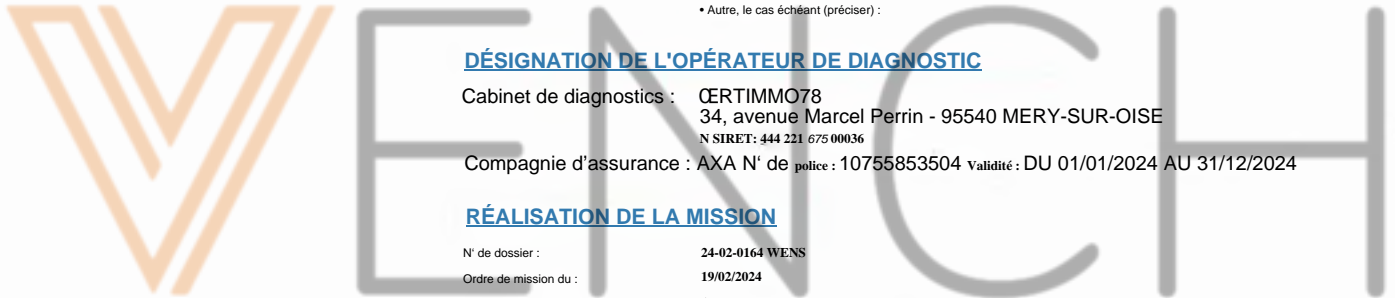 • Autre, le cas échéant (préciser) :
DÉSIGNATION DE L'OPÉRATEUR DE DIAGNOSTIC
Cabinet de diagnostics : ŒRTIMMO78
34, avenue Marcel Perrin - 95540 MERY-SUR-OISE
N SIRET: 444 221 675 00036
Compagnie d'assurance : AXA N‘ de police : 10755853504 Validité : DU 01/01/2024 AU 31/12/2024
RÉALISATION DE LA MISSION
N‘ de dossier : 24-02-0164 WENS
Ordre de mission du : 19/02/2024
VENCH